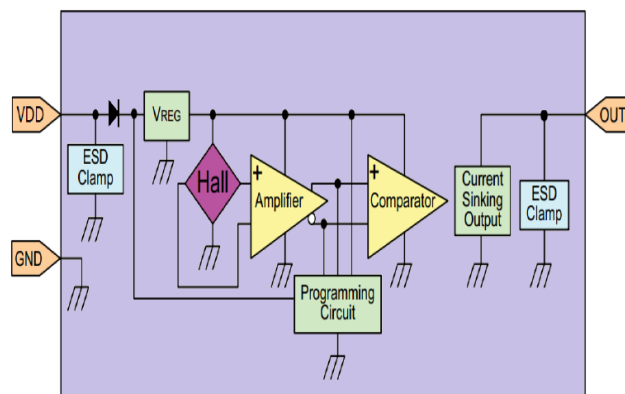 VDD
VREG
OUT
ESD
Clamp
Hall
+
Amplifier
+
Comparator
Current
Sinking
Output
ESD
Clamp
GND
Programming
Circuit